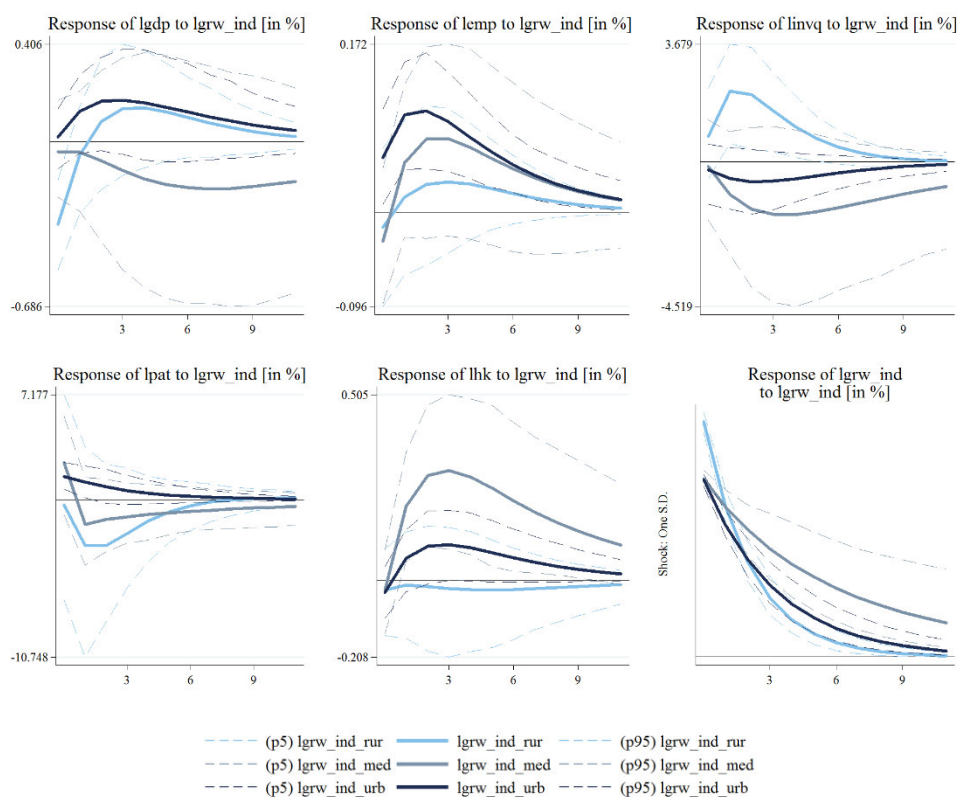 Response of lgdp to lgrw_ind [in %]
Response of lemp to lgrw_ind [in %]
Response of linvq to lgrw_ind [in %]
0.406
0.172
3.679
-0.686
-0.096
-4.519
3 6 9
3 6 9
3 6 9
Response of lpat to lgrw_ind [in %]
Response of lhk to lgrw_ind [in %]
Response of lgrw_ind
to lgrw_ind [in %]
7.177
0.505
Shock: One S.D.
-10.748
-0.208
3 6 9
3 6 9
3 6 9
(p5) lgrw_ind_rur lgrw_ind_rur (p95) lgrw_ind_rur
(p5) lgrw_ind_med lgrw_ind_med (p95) lgrw_ind_med
(p5) lgrw_ind_urb lgrw_ind_urb (p95) lgrw_ind_urb